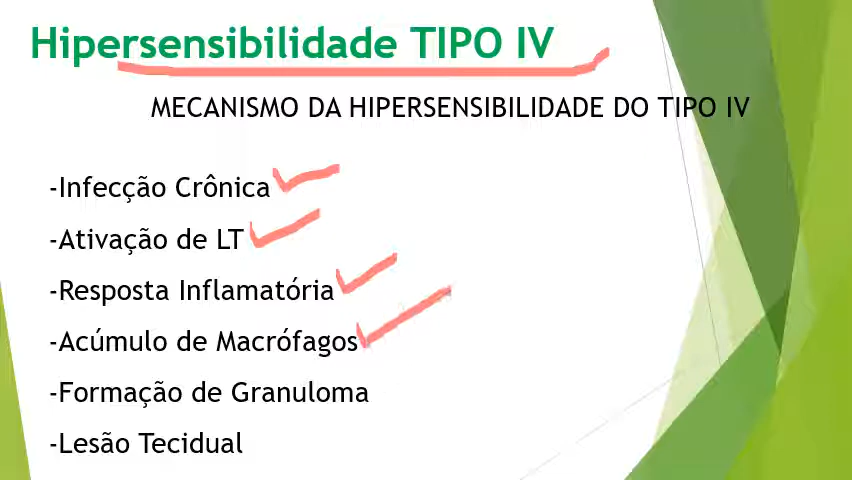 Hipersensibilidade TIPO IV
MECANISMO DA HIPERSENSIBILIDADE DO TIPO IV
-Infecção Crônica
-Ativação de LT
-Resposta Inflamatória
-Acúmulo de Macrófagos
-Formação de Granuloma
-Lesão Tecidual